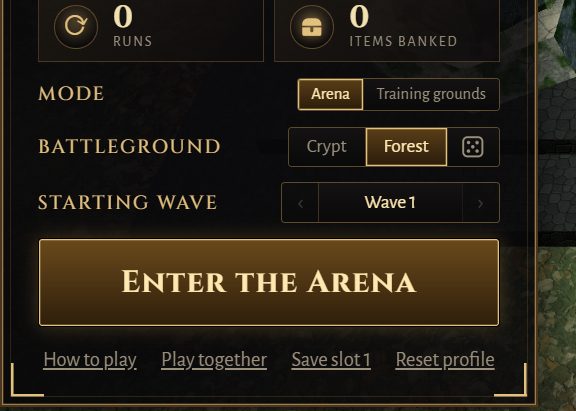 0
RUNS
0
ITEMS BANKED
MODE
Arena
Training grounds
BATTLEGROUND
Crypt
Forest
STARTING WAVE
‹
Wave 1
›
ENTER THE ARENA
How to play
Play together
Save slot 1
Reset profile